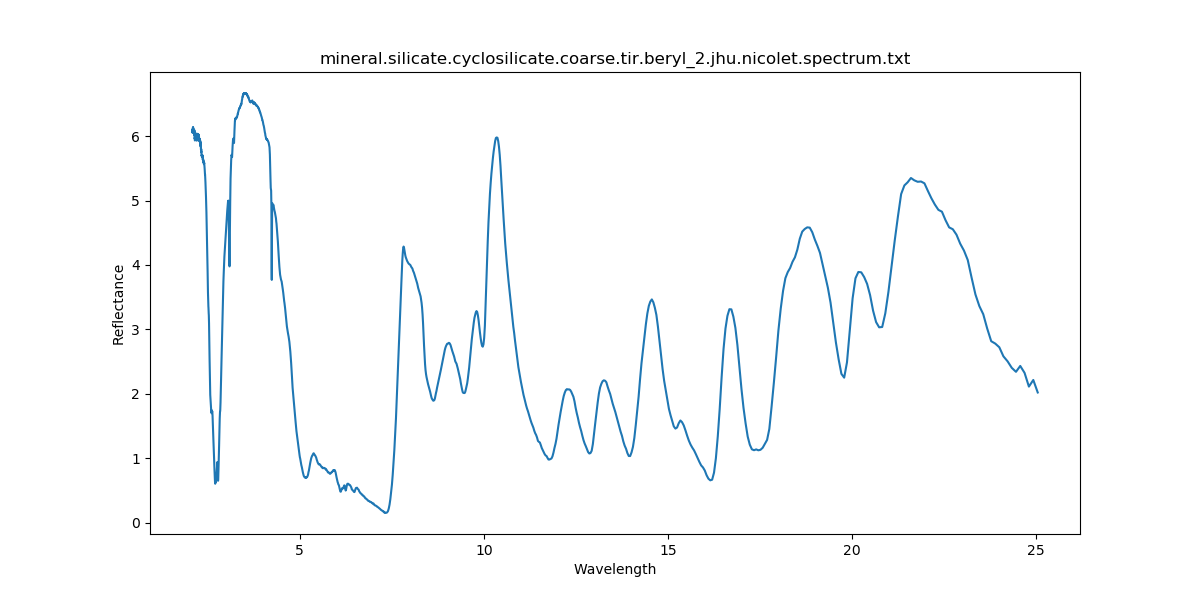 mineral.silicate.cyclosilicate.coarse.tir.beryl_2.jhu.nicolet.spectrum.txt
6
5
4
3
2
1
0
Reflectance
5 10 15 20 25
Wavelength